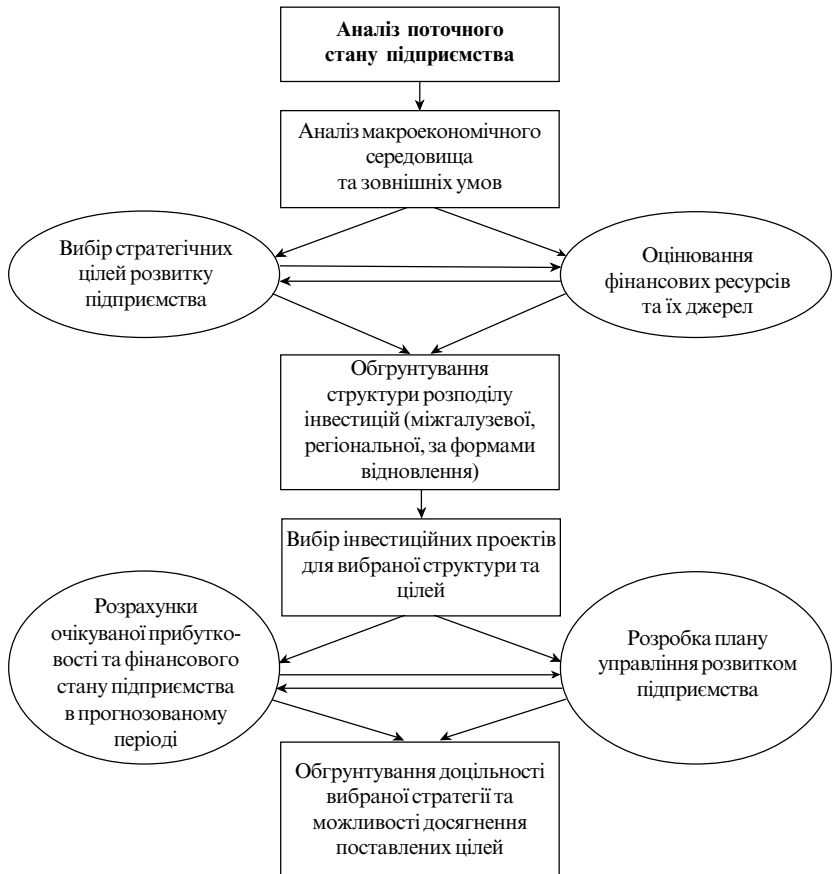 Аналіз поточного
стану підприємства
Аналіз макроекономічного
середовища
та зовнішніх умов
Вибір стратегічних
цілей розвитку
підприємства
Оцінювання
фінансових ресурсів
та їх джерел
Обгрунтування
структури розподілу
інвестицій (міжгалузевої,
регіональної, за формами
відновлення)
Вибір інвестиційних проектів
для вибраної структури та
цілей
Розрахунки
очікуваної прибутко-
вості та фінансового
стану підприємства
в прогнозованому
періоді
Розробка плану
управління розвитком
підприємства
Обгрунтування доцільності
вибраної стратегії та
можливості досягнення
поставлених цілей